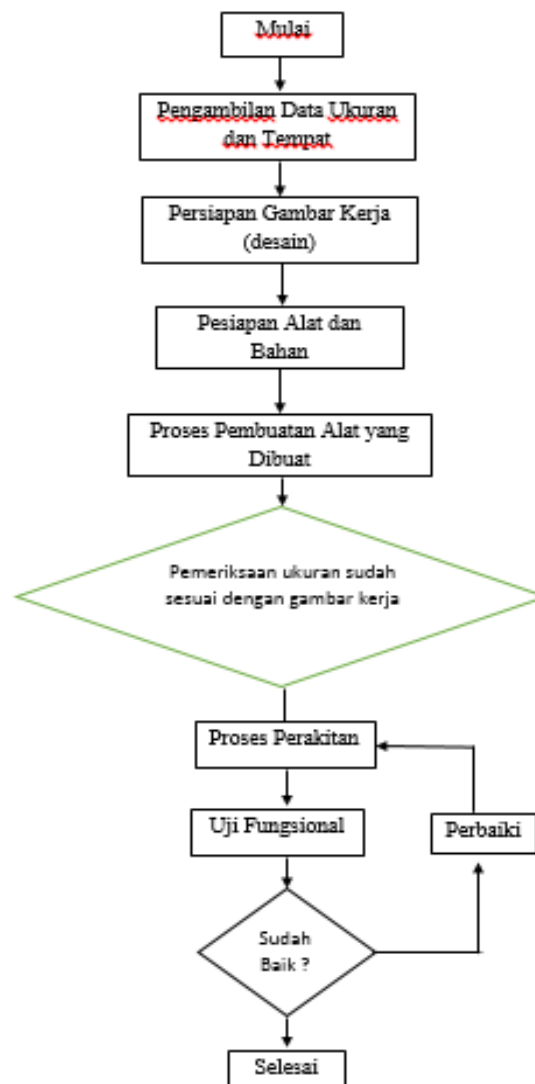 Mulai
Pengambilan Data Ukuran
dan Tempat
Persiapan Gambar Kerja
(desain)
Pesiapan Alat dan
Bahan
Proses Pembuatan Alat yang
Dibuat
Pemeriksaan ukuran sudah
sesuai dengan gambar kerja
Proses Perakitan
Uji Fungsional
Perbaiki
Sudah
Baik ?
Selesai